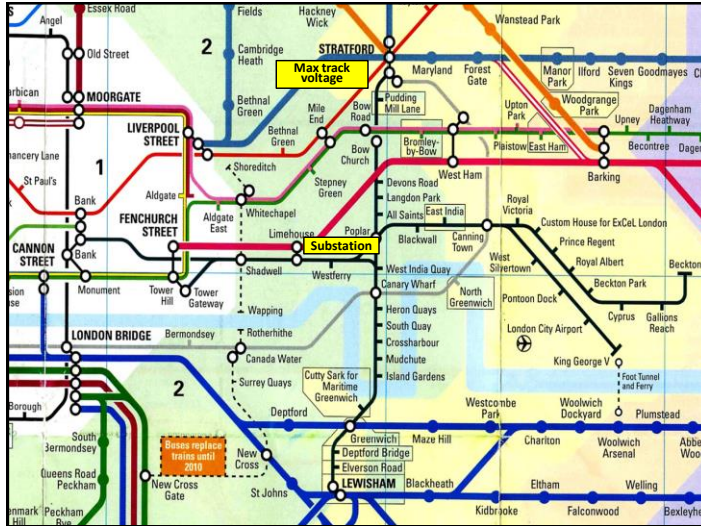 Essex Road
Fields
Hackney
Wick
Wanstead Park
Angel
2
STRATFORD
Old Street
Cambridge
Heath
Max track
voltage
Maryland
Forest
Gate
Manor
Park
Ilford
Seven
Kings
Goodmayes
MOORGATE
Bethnal
Green
Pudding
Mill Lane
Woodgrange
Park
LIVERPOOL
STREET
Mile
End
Bow
Road
Upton
Park
Upney
Dagenham
Heathway
1
Bethnal
Green
Bow
Church
Bromley-
by-Bow
Plaistow
East Ham
Becontree
Shoreditch
West Ham
Barking
St Paul's
Stepney
Green
Devons Road
Bank
Aldgate
Langdon Park
FENCHURCH
STREET
Aldgate
East
Whitechapel
All Saints
East India
Royal
Victoria
Custom House for ExCeL London
CANNON
STREET
Limehouse
Substation
Poplar
Blackwall
Canning
Town
Prince Regent
Bank
Shadwell
Westferry
West India Quay
West
Silvertown
Royal Albert
Beckton
Monument
Tower
Hill
Tower
Gateway
Canary Wharf
North
Greenwich
Pontoon Dock
Beckton Park
Wapping
Heron Quays
Cyprus
Gallions
Reach
LONDON BRIDGE
Bermondsey
Rotherhithe
South Quay
London City Airport
Crossharbour
Canada Water
Mudchute
King George V
2
Surrey Quays
Cutty Sark for
Maritime
Greenwich
Island Gardens
Foot Tunnel
and Ferry
Borough
Deptford
Westcombe
Park
Woolwich
Dockyard
Plumstead
South
Bermondsey
Buses replace
trains until
2010
New
Cross
Greenwich
Maze Hill
Charlton
Woolwich
Arsenal
Deptford Bridge
Elverson Road
Queens Road
Peckham
New Cross
Gate
St Johns
LEWISHAM
Blackheath
Eltham
Welling
Peckham
Kidbrooke
Falconwood